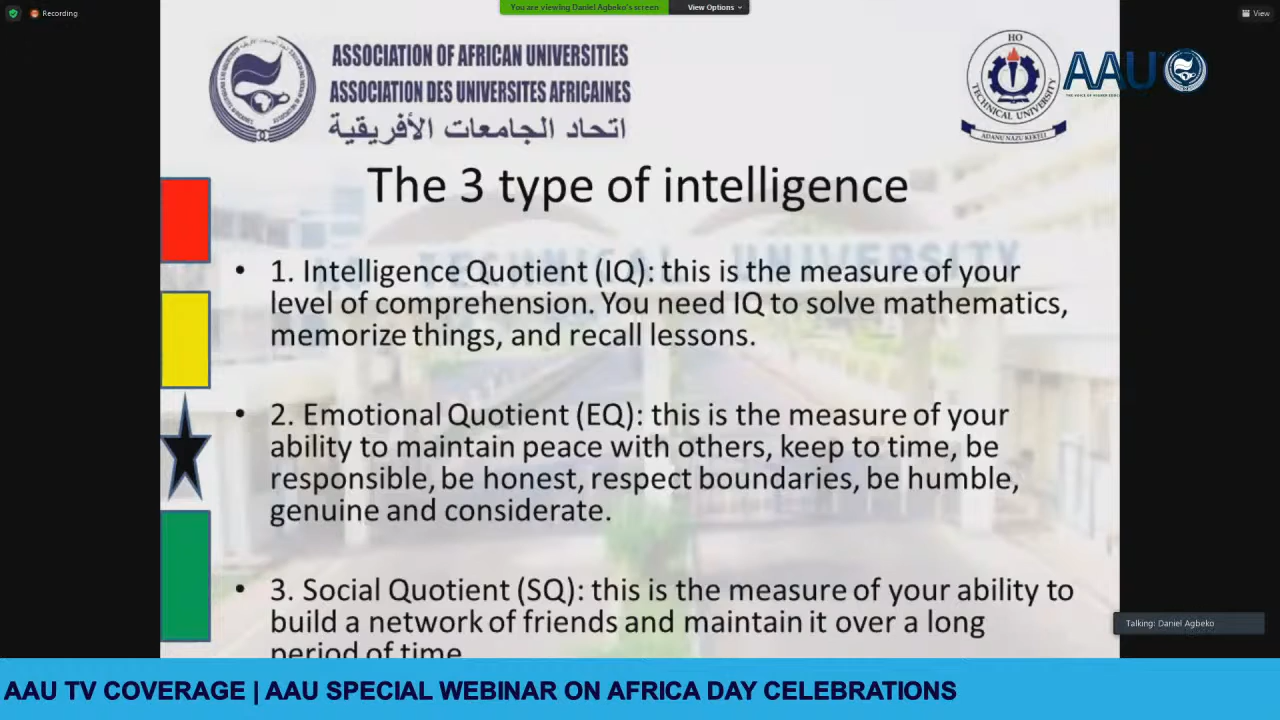 Recording
You are viewing Daniel Agbeko's screen
View Options
View
ASSOCIATION OF AFRICAN UNIVERSITIES
ASSOCIATION DES UNIVERSITES AFRICAINES
اتحاد الجامعات الأفريقية
HO
TECHNICAL UNIVERSITY
AAU
The 3 type of intelligence
• 1. Intelligence Quotient (IQ): this is the measure of your
level of comprehension. You need IQ to solve mathematics,
memorize things, and recall lessons.
• 2. Emotional Quotient (EQ): this is the measure of your
ability to maintain peace with others, keep to time, be
responsible, be honest, respect boundaries, be humble,
genuine and considerate.
• 3. Social Quotient (SQ): this is the measure of your ability to
build a network of friends and maintain it over a long
period of time.
Talking: Daniel Agbeko
AAU TV COVERAGE | AAU SPECIAL WEBINAR ON AFRICA DAY CELEBRATIONS